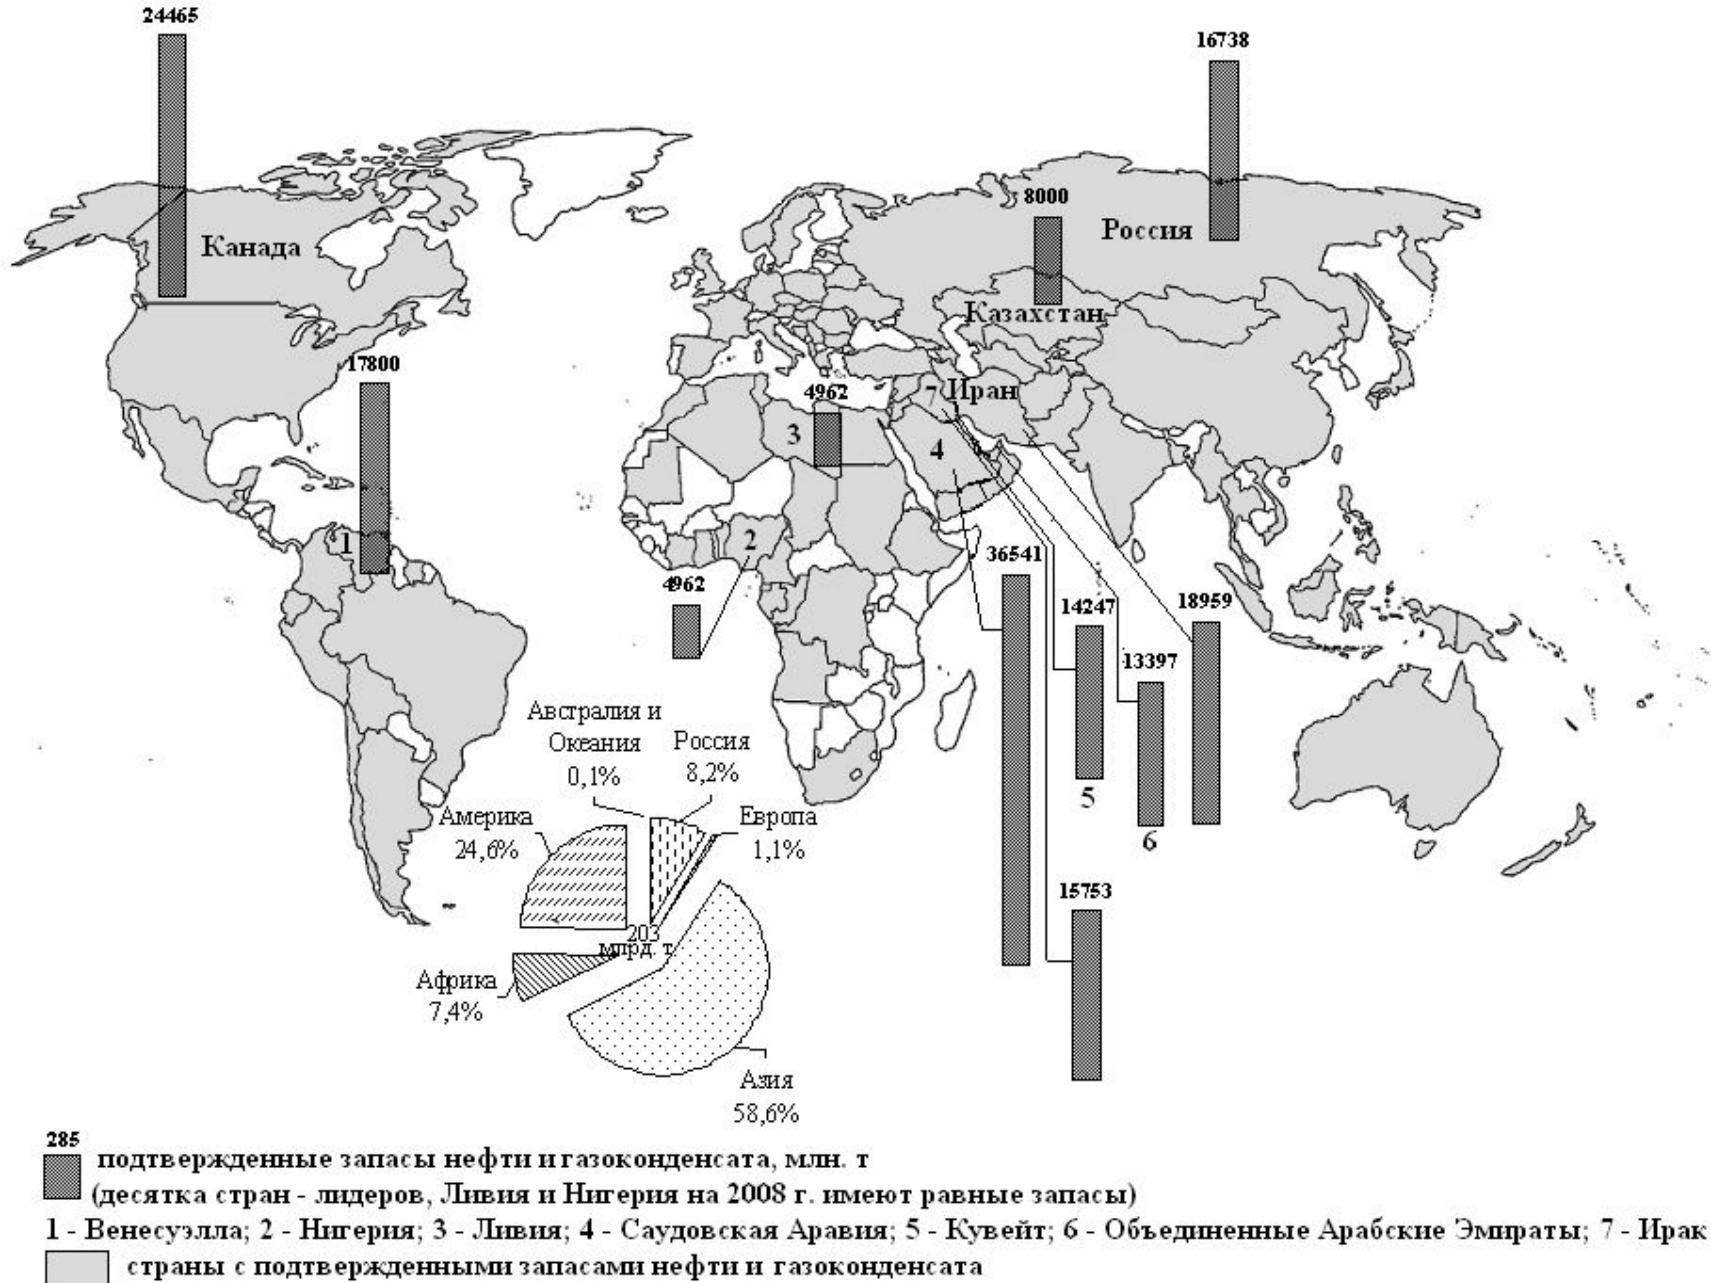 24465
16738
8000
Россия
Канада
Казахстан
17800
4962
7
Иран
3
4
1
2
4962
36541
14247
18959
13397
5
6
15753
Австралия и
Океания
0,1%
Россия
8,2%
Америка
24,6%
Европа
1,1%
203
млрд. т
Африка
7,4%
Азия
58,6%
285
подтвержденные запасы нефти и газоконденсата, млн. т
(десятка стран - лидеров, Ливия и Нигерия на 2008 г. имеют равные запасы)
1 - Венесуэлла; 2 - Нигерия; 3 - Ливия; 4 - Саудовская Аравия; 5 - Кувейт; 6 - Объединенные Арабские Эмираты; 7 - Ирак
страны с подтвержденными запасами нефти и газоконденсата